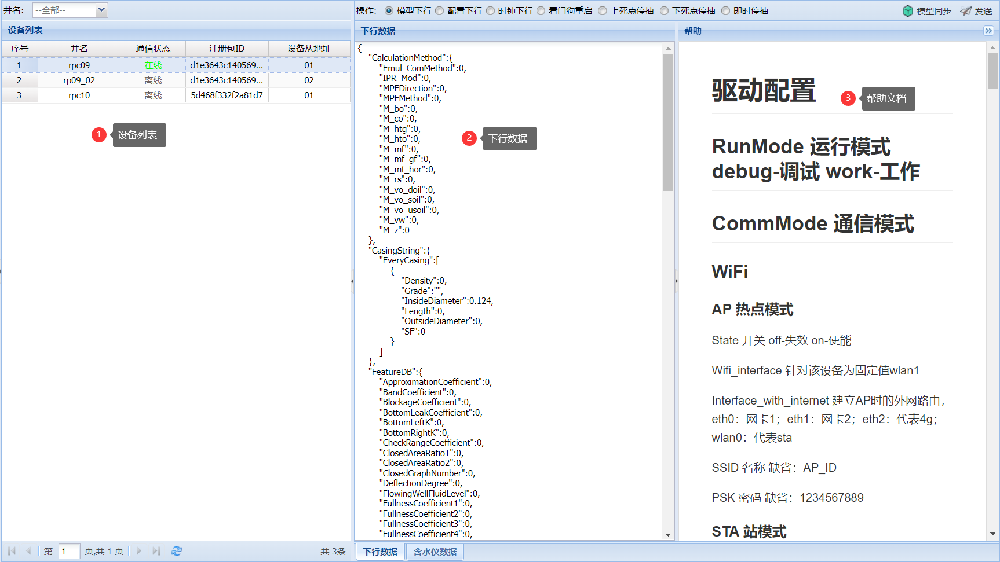 井名: --全部--
操作: 模型下行 配置下行 时钟下行 看门狗重启 上死点停抽 下死点停抽 即时停抽 模型同步 发送
设备列表
序号 井名 通信状态 注册包ID 设备从地址
1 rpc09 在线 d1e3643c140569... 01
2 rp09_02 离线 d1e3643c140569... 02
3 rpc10 离线 5d468f332f2a81d7 01
1 设备列表
第 1 页,共 1 页 共 3条
下行数据
{
"CalculationMethod":{
"Emul_ComMethod":0,
"IPR_Mod":0,
"MPFDirection":0,
"MPFMethod":0,
"M_bo":0,
"M_co":0,
"M_htg":0,
"M_hto":0,
"M_mf":0,
"M_mf_gf":0,
"M_mf_hor":0,
"M_rs":0,
"M_vo_doil":0,
"M_vo_soil":0,
"M_vo_usoil":0,
"M_vw":0,
"M_z":0
},
"CasingString":{
"EveryCasing":[
{
"Density":0,
"Grade":"",
"InsideDiameter":0.124,
"Length":0,
"OutsideDiameter":0,
"SF":0
}
]
},
"FeatureDB":{
"ApproximationCoefficient":0,
"BandCoefficient":0,
"BlockageCoefficient":0,
"BottomLeakCoefficient":0,
"BottomLeftK":0,
"BottomRightK":0,
"CheckRangeCoefficient":0,
"ClosedAreaRatio1":0,
"ClosedAreaRatio2":0,
"ClosedGraphNumber":0,
"DeflectionDegree":0,
"FlowingWellFluidLevel":0,
"FullnessCoefficient1":0,
"FullnessCoefficient2":0,
"FullnessCoefficient3":0,
"FullnessCoefficient4":0,
2 下行数据
下行数据 含水仪数据
帮助
驱动配置
3 帮助文档
RunMode 运行模式
debug-调试 work-工作
CommMode 通信模式
WiFi
AP 热点模式
State 开关 off-失效 on-使能
Wifi_interface 针对该设备为固定值wlan1
Interface_with_internet 建立AP时的外网路由，
eth0：网卡1；eth1：网卡2；eth2：代表4g；
wlan0：代表sta
SSID 名称 缺省：AP_ID
PSK 密码 缺省：1234567889
STA 站模式